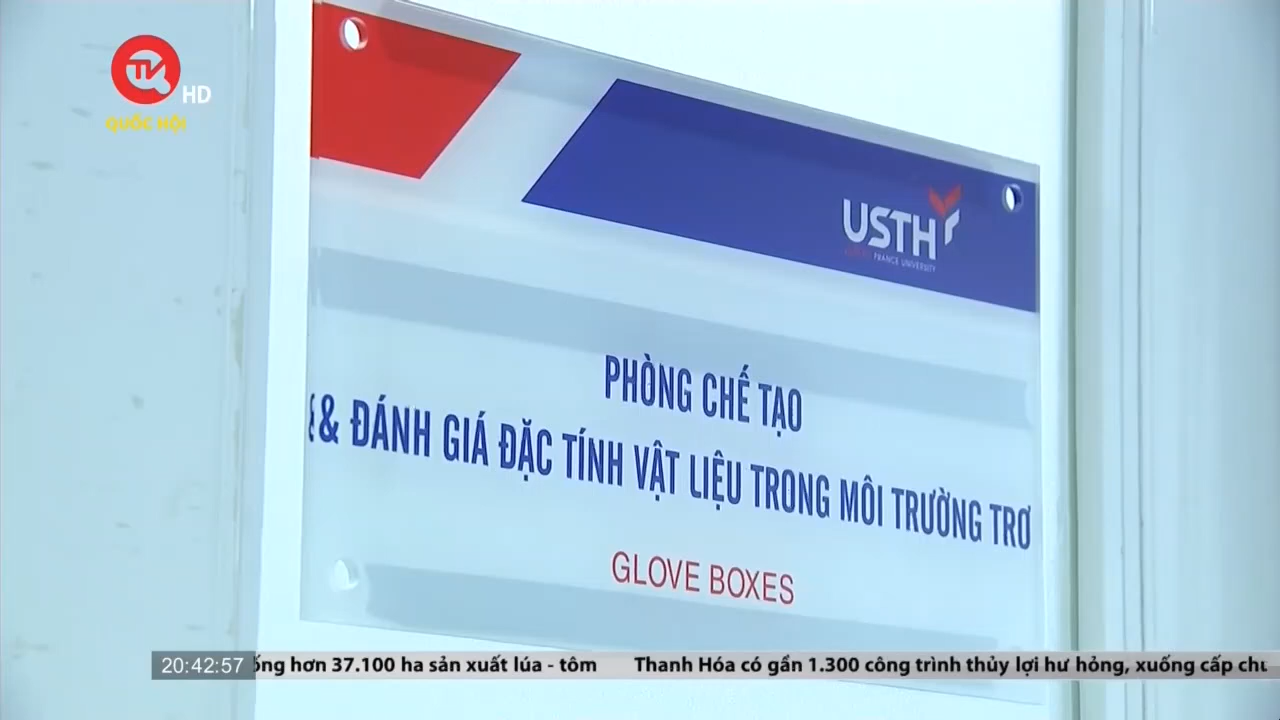 HD
QUỐC HỘI
USTH
FRANCE UNIVERSITY
PHÒNG CHẾ TẠO
& ĐÁNH GIÁ ĐẶC TÍNH VẬT LIỆU TRONG MÔI TRƯỜNG TRƠ
GLOVE BOXES
20:42:57 hơn 37.100 ha sản xuất lúa - tôm Thanh Hóa có gần 1.300 công trình thủy lợi hư hỏng, xuống cấp